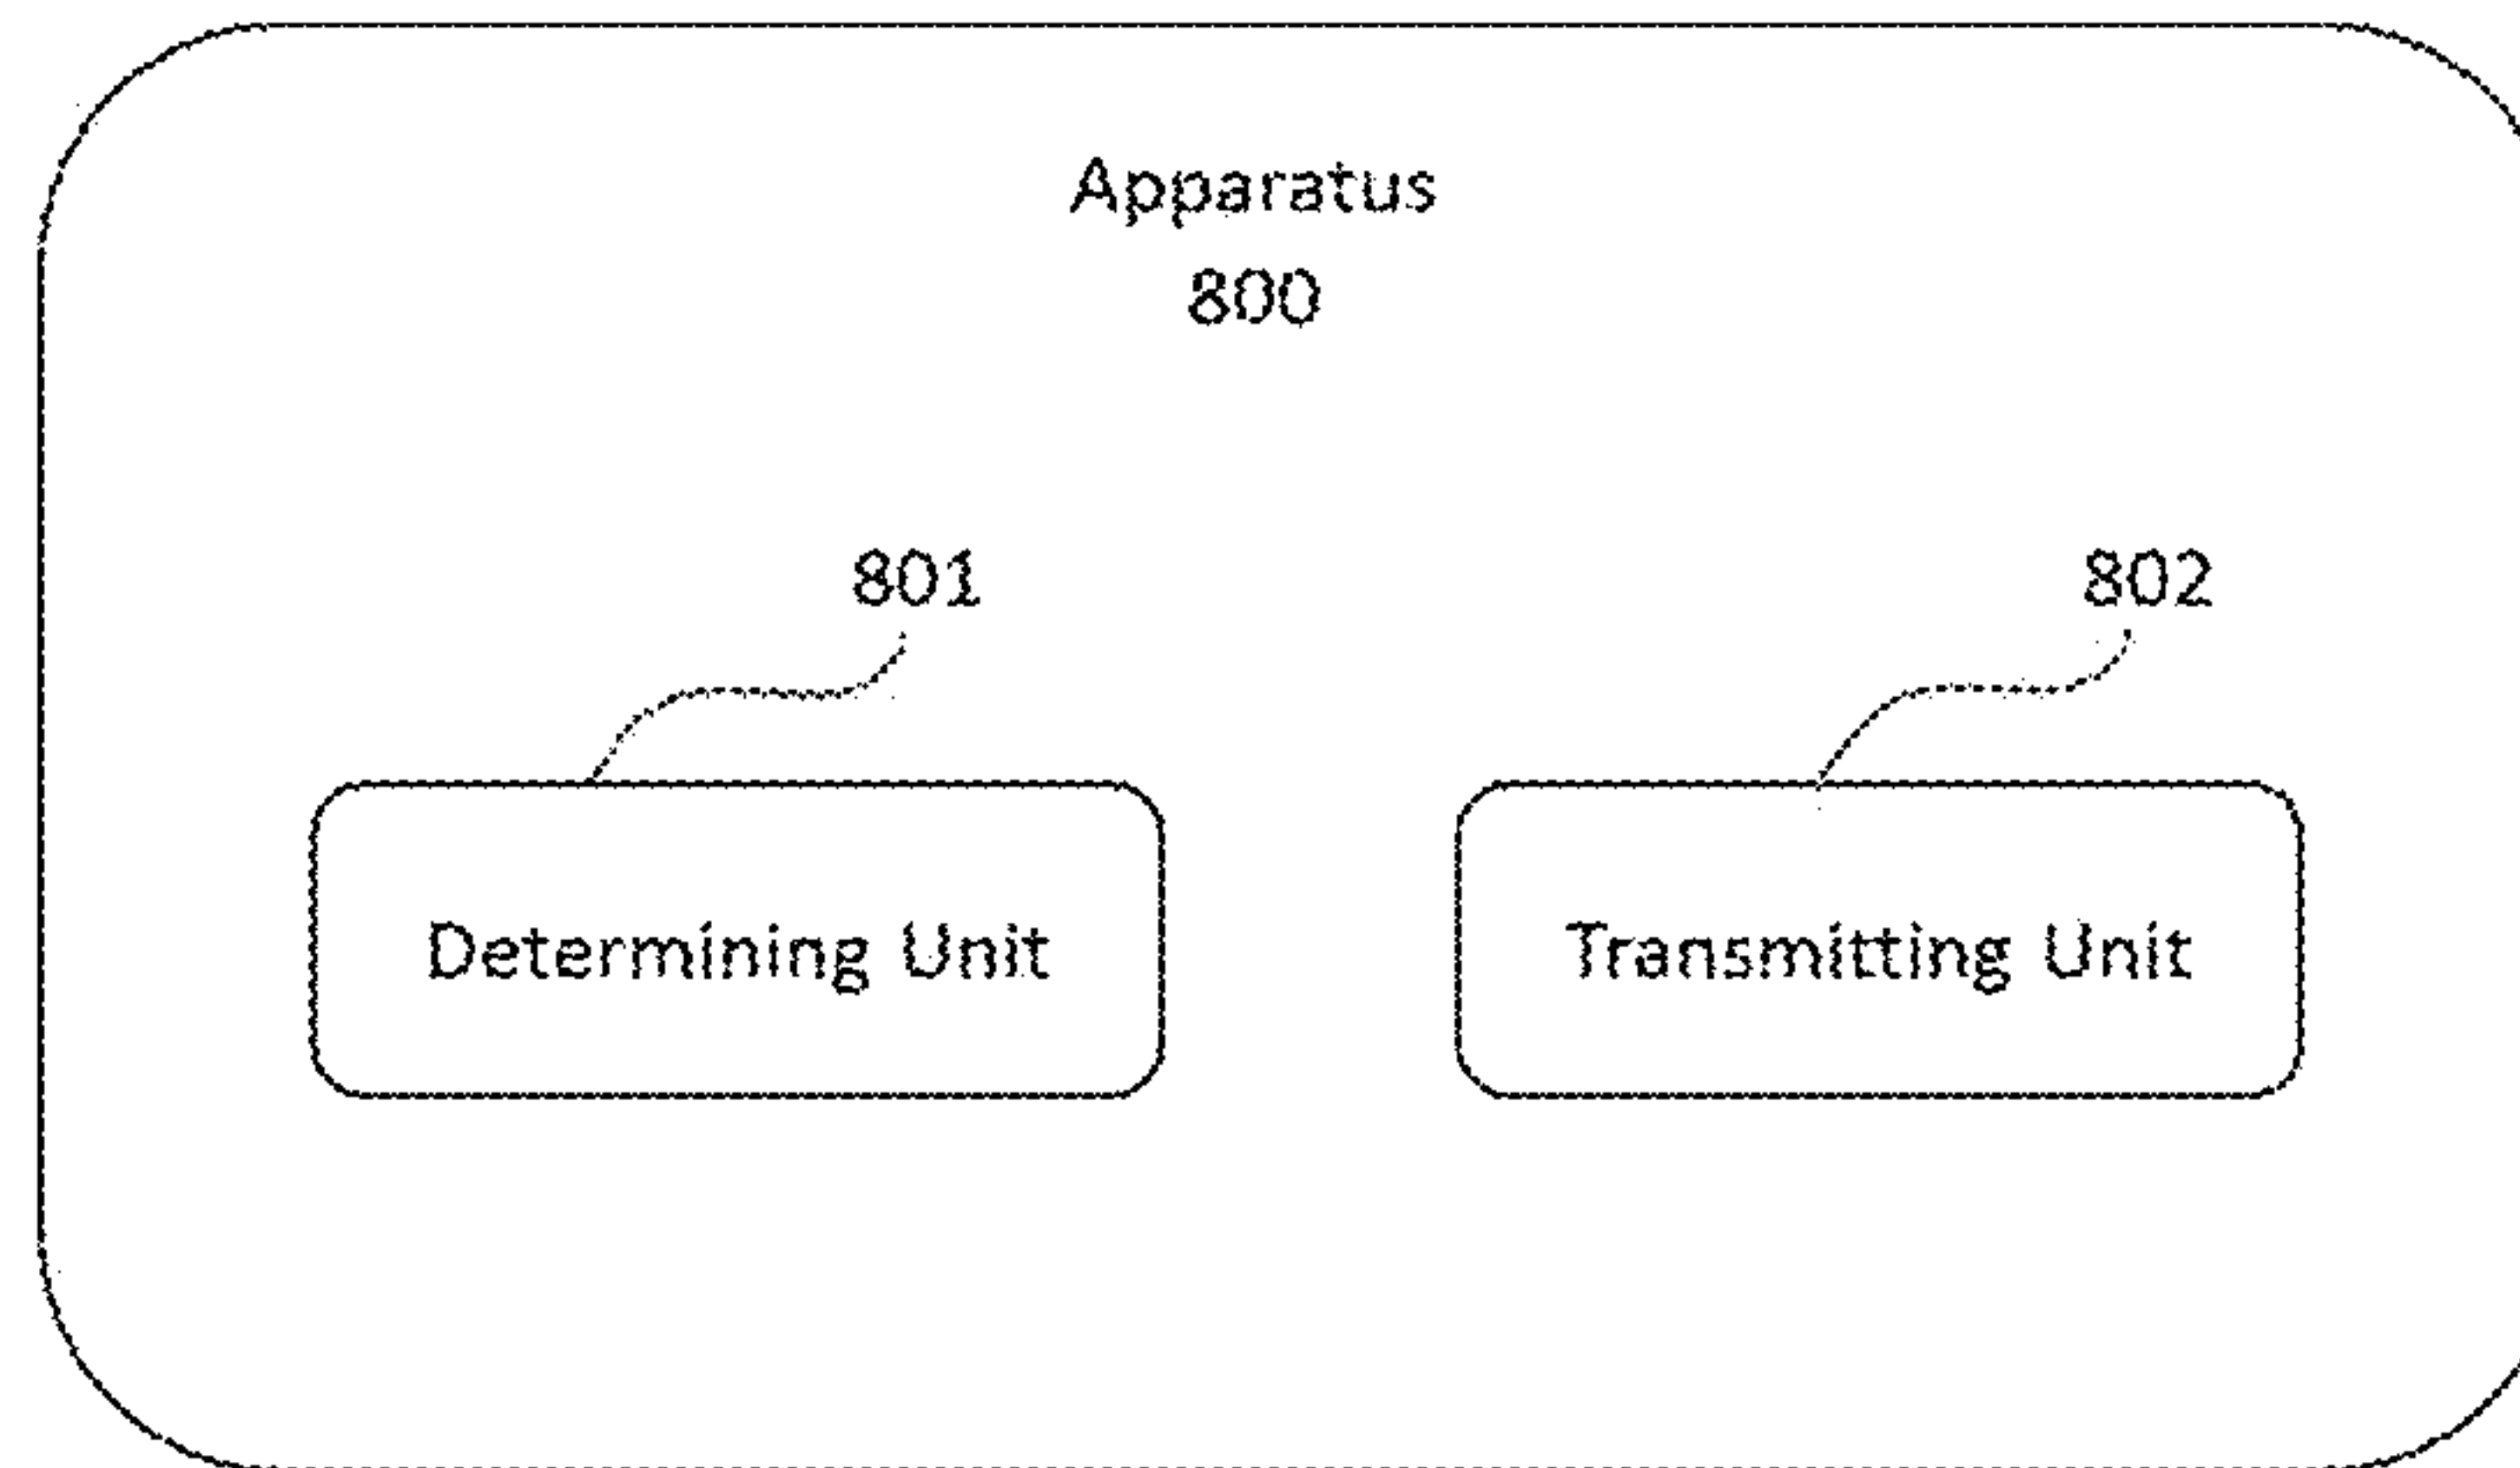 Apparatus
800
801
802
Determining Unit
Transmitting Unit